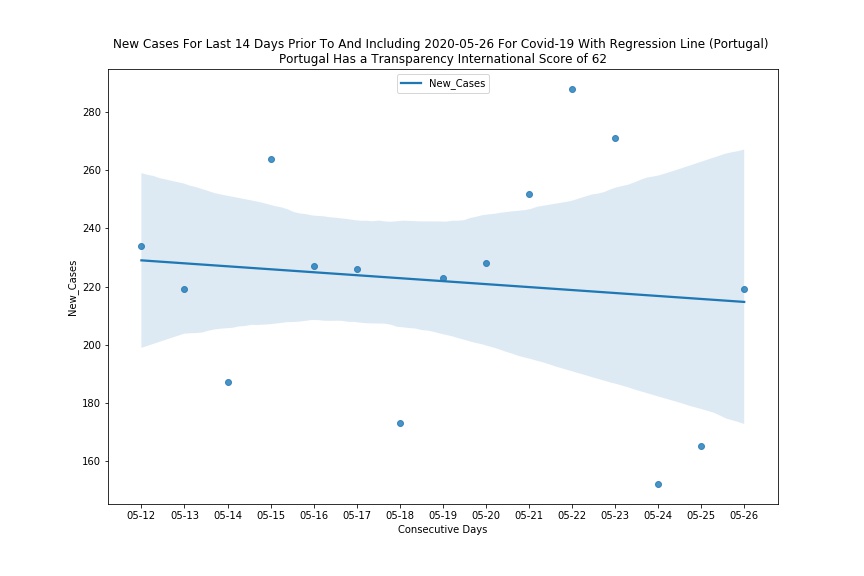 New Cases For Last 14 Days Prior To And Including 2020-05-26 For Covid-19 With Regression Line (Portugal)
Portugal Has a Transparency International Score of 62
New_Cases
280
260
240
220
200
180
160
New_Cases
05-12 05-13 05-14 05-15 05-16 05-17 05-18 05-19 05-20 05-21 05-22 05-23 05-24 05-25 05-26
Consecutive Days